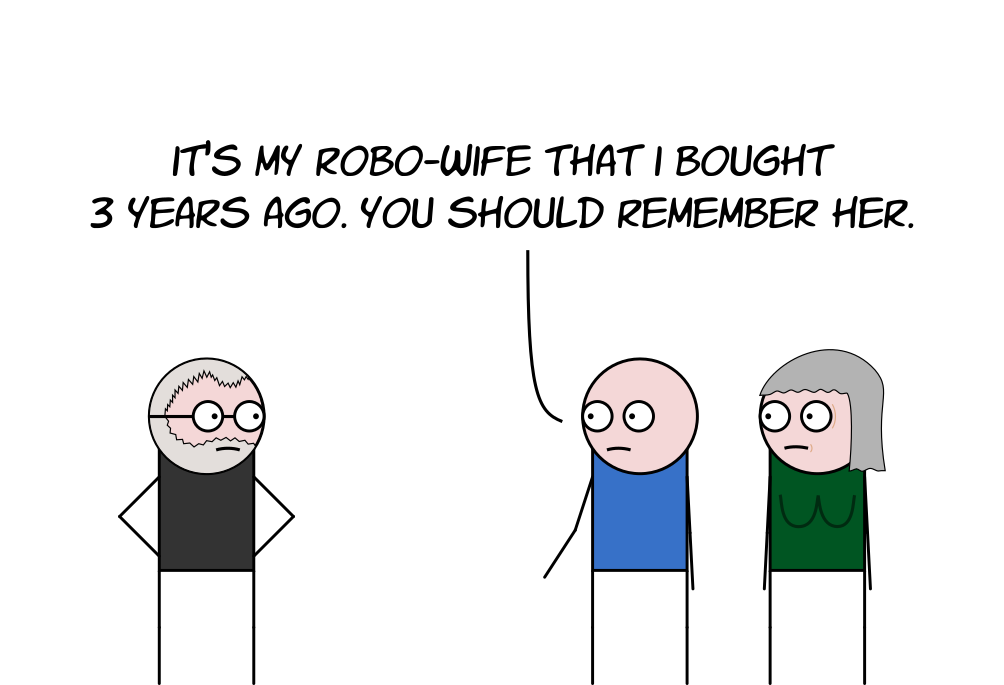 IT'S MY ROBO-WIFE THAT I BOUGHT
3 YEARS AGO. YOU SHOULD REMEMBER HER.